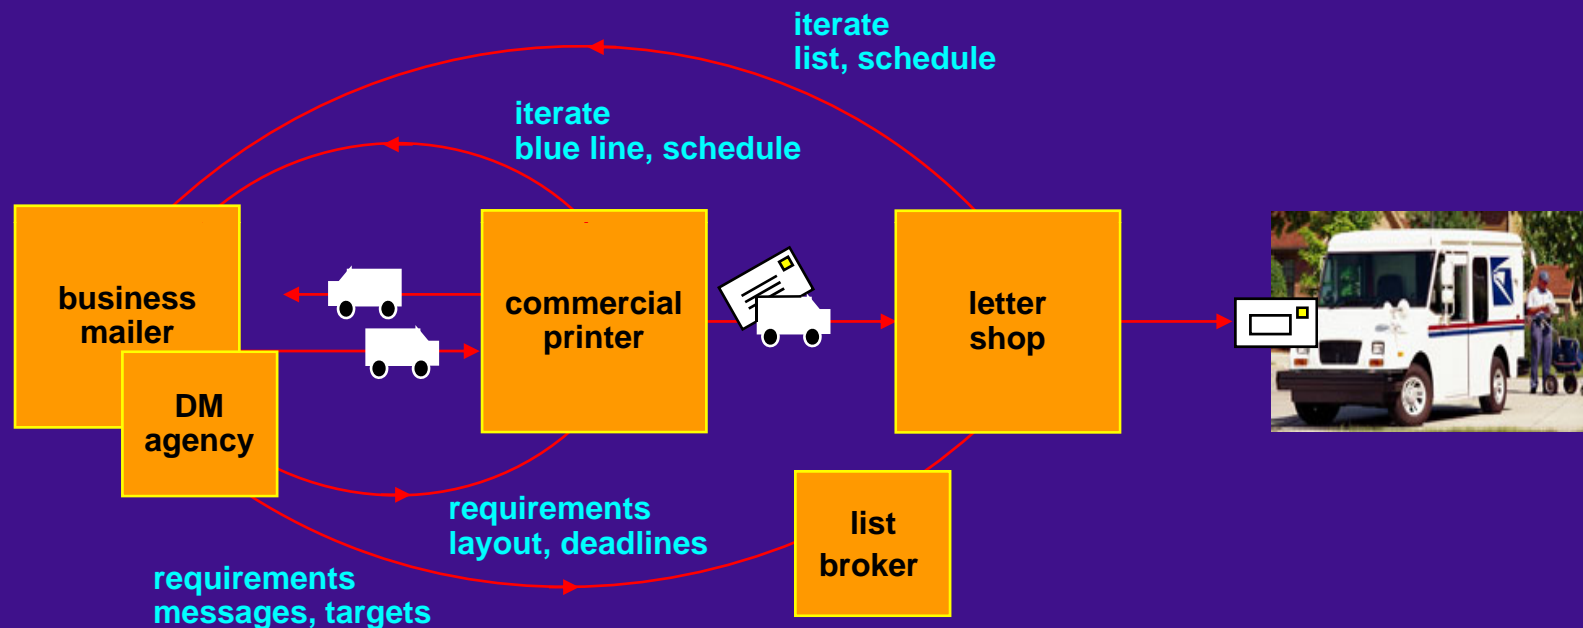 iterate
list, schedule
iterate
blue line, schedule
business
mailer
commercial
printer
letter
shop
DM
agency
requirements
layout, deadlines
list
broker
requirements
messages, targets